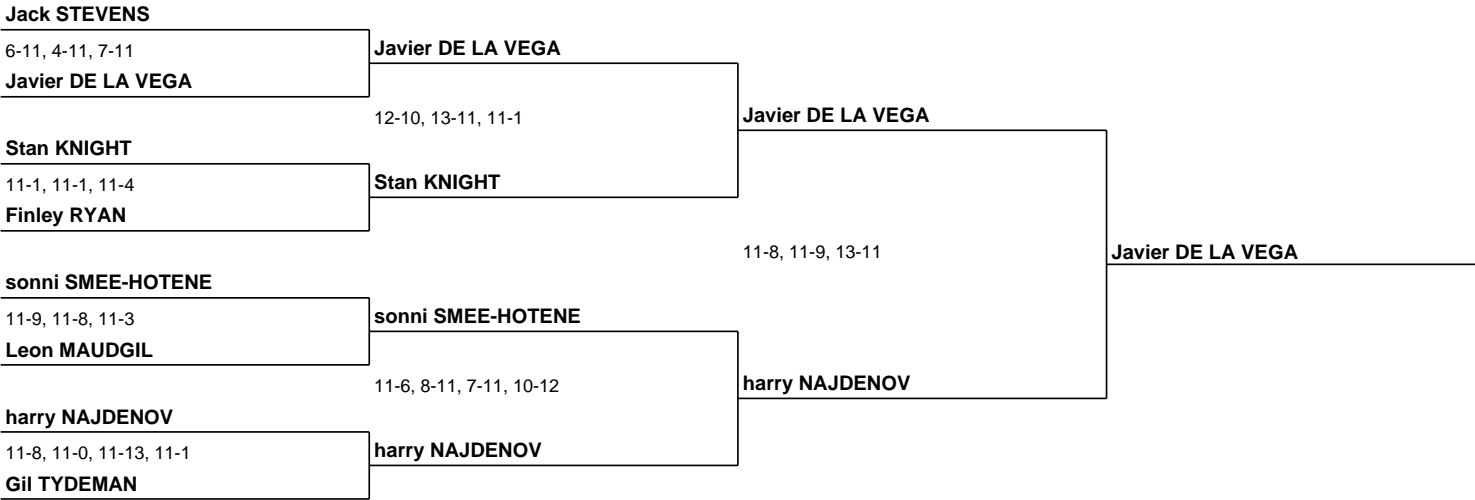 Jack STEVENS
6-11, 4-11, 7-11
Javier DE LA VEGA
Javier DE LA VEGA
12-10, 13-11, 11-1
Javier DE LA VEGA
Stan KNIGHT
11-1, 11-1, 11-4
Stan KNIGHT
Finley RYAN
11-8, 11-9, 13-11
Javier DE LA VEGA
sonni SMEE-HOTENE
11-9, 11-8, 11-3
sonni SMEE-HOTENE
Leon MAUDGIL
11-6, 8-11, 7-11, 10-12
harry NAJDENOV
harry NAJDENOV
11-8, 11-0, 11-13, 11-1
harry NAJDENOV
Gil TYDEMAN